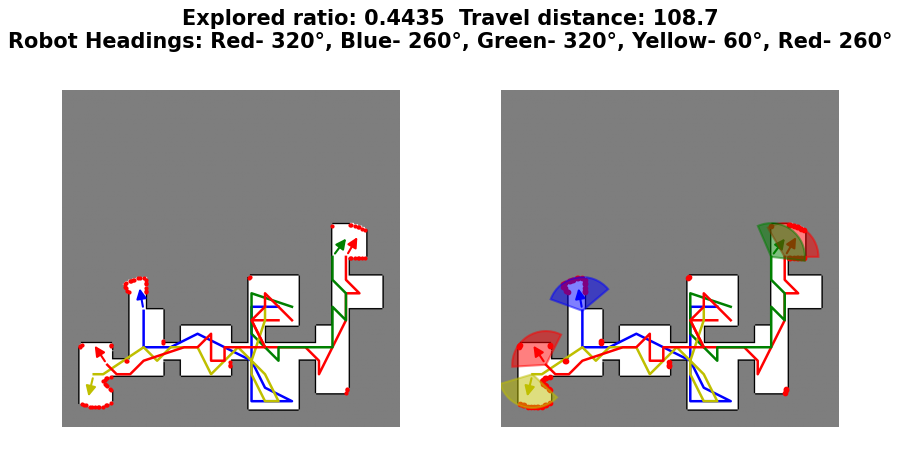 Explored ratio: 0.4435  Travel distance: 108.7
Robot Headings: Red- 320°, Blue- 260°, Green- 320°, Yellow- 60°, Red- 260°